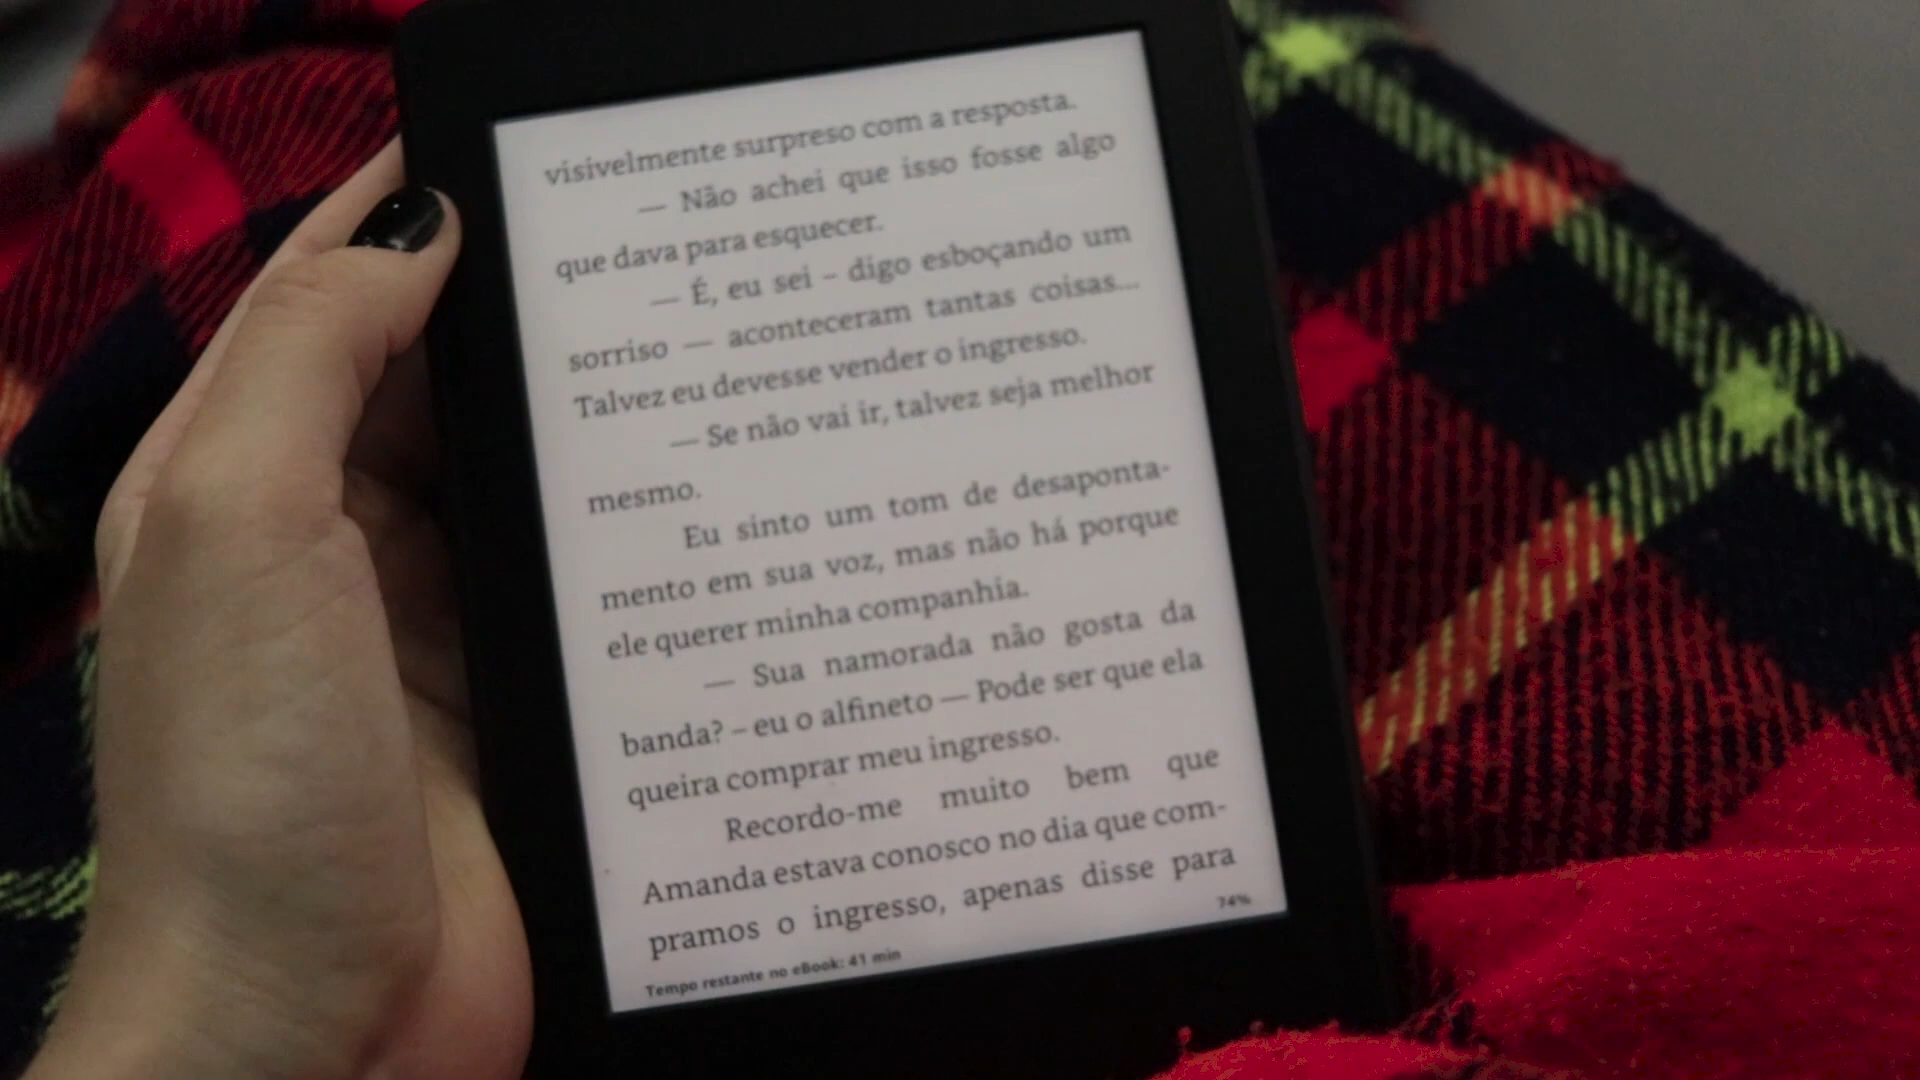 visivelmente surpreso com a resposta.
— Não achei que isso fosse algo
que dava para esquecer.
— É, eu sei – digo esboçando um
sorriso — aconteceram tantas coisas...
Talvez eu devesse vender o ingresso.
— Se não vai ir, talvez seja melhor
mesmo.
Eu sinto um tom de desaponta-
mento em sua voz, mas não há porque
ele querer minha companhia.
— Sua namorada não gosta da
banda? – eu o alfineto — Pode ser que ela
queira comprar meu ingresso.
Recordo-me muito bem que
Amanda estava conosco no dia que com-
pramos o ingresso, apenas disse para
Tempo restante no eBook: 41 min
74%